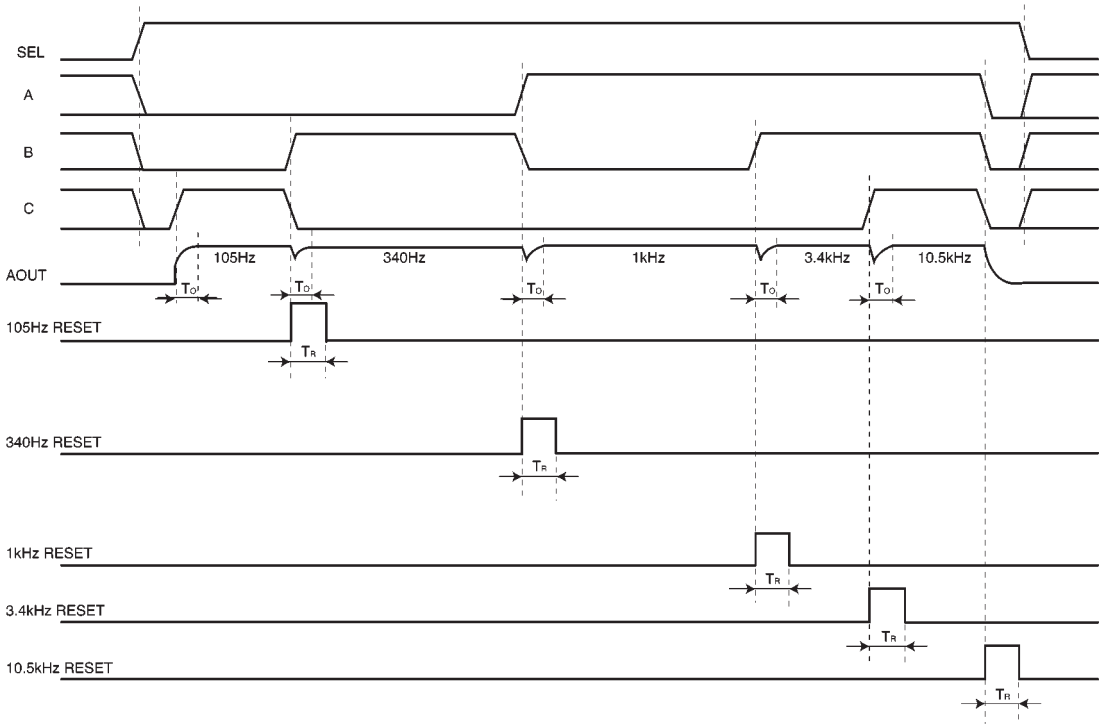 SEL
A
B
C
AOUT
105Hz 340Hz 1kHz 3.4kHz 10.5kHz
TO TO TO TO TO
105Hz RESET
TR
340Hz RESET
TR
1kHz RESET
TR
3.4kHz RESET
TR
10.5kHz RESET
TR